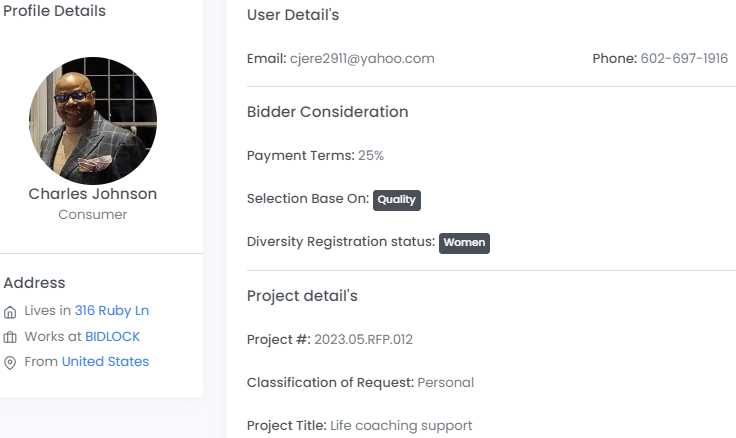 Profile Details
Charles Johnson
Consumer
Address
Lives in 316 Ruby Ln
Works at BIDLOCK
From United States
User Detail's
Email: cjere2911@yahoo.com
Phone: 602-697-1916
Bidder Consideration
Payment Terms: 25%
Selection Base On: Quality
Diversity Registration status: Women
Project detail's
Project #: 2023.05.RFP.012
Classification of Request: Personal
Project Title: Life coaching support